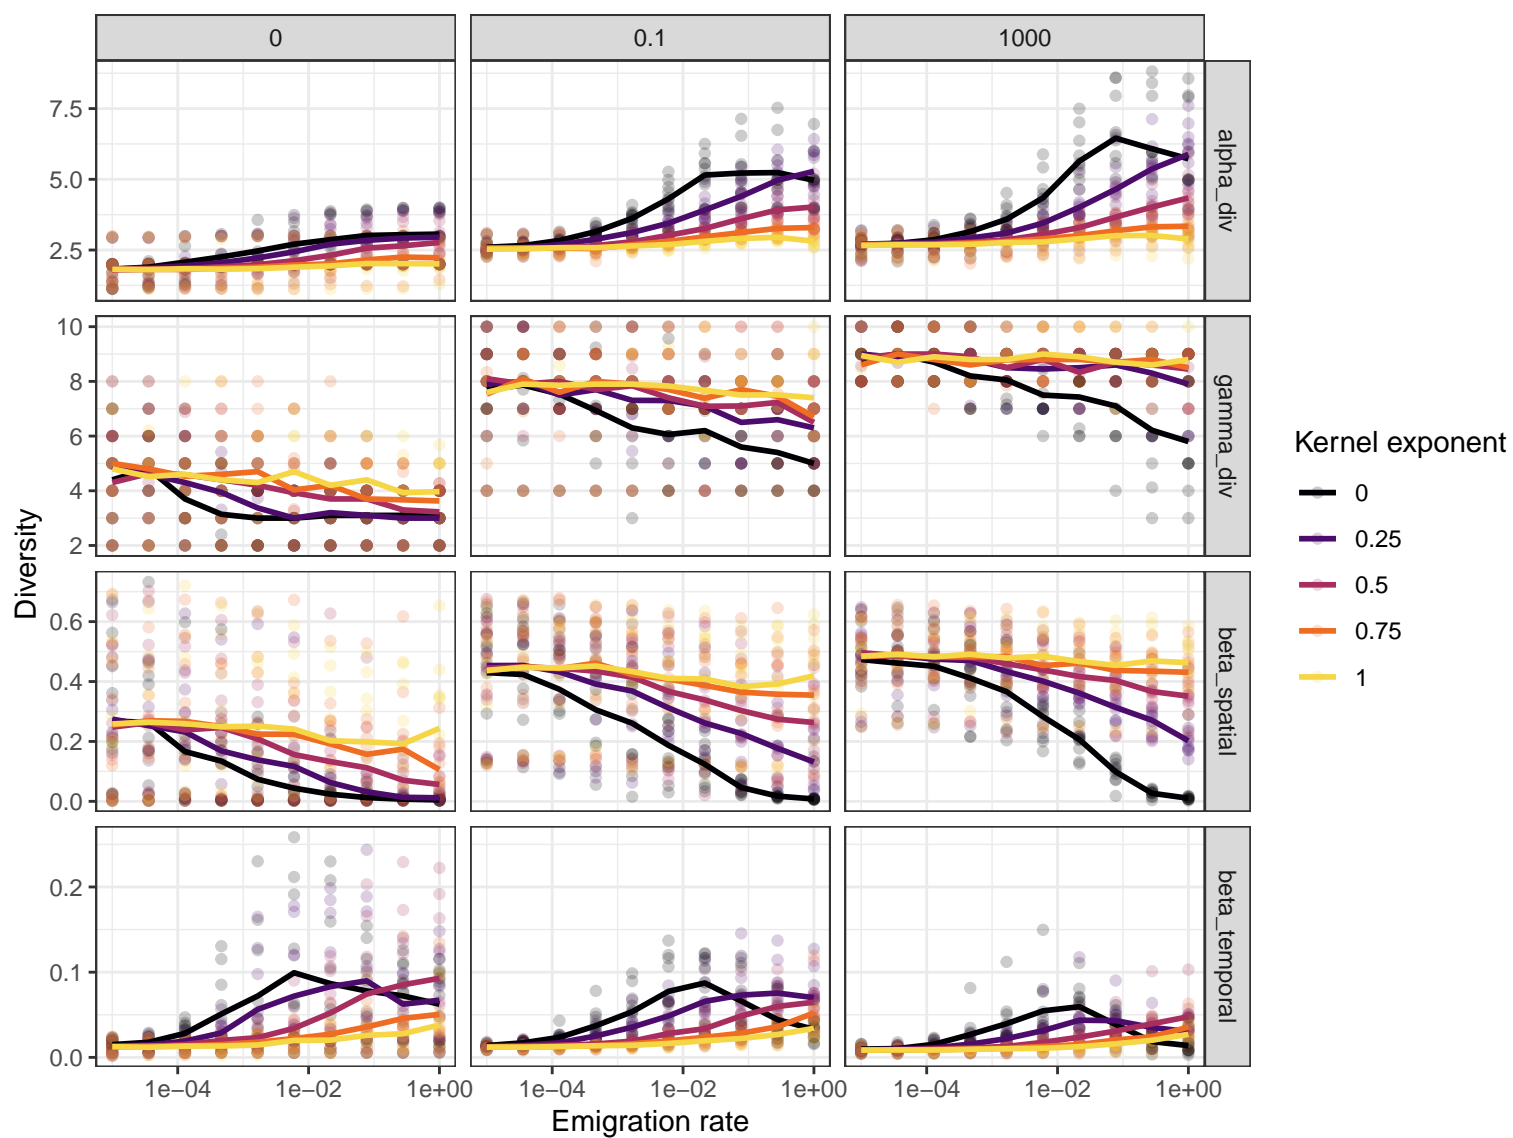 0 0.1 1000
7.5
5.0
2.5
alpha_div
10
8
6
4
2
gamma_div
0.6
0.4
0.2
0.0
beta_spatial
0.2
0.1
0.0
beta_temporal
1e−04 1e−02 1e+00 1e−04 1e−02 1e+00 1e−04 1e−02 1e+00
Emigration rate
Diversity
Kernel exponent
0
0.25
0.5
0.75
1